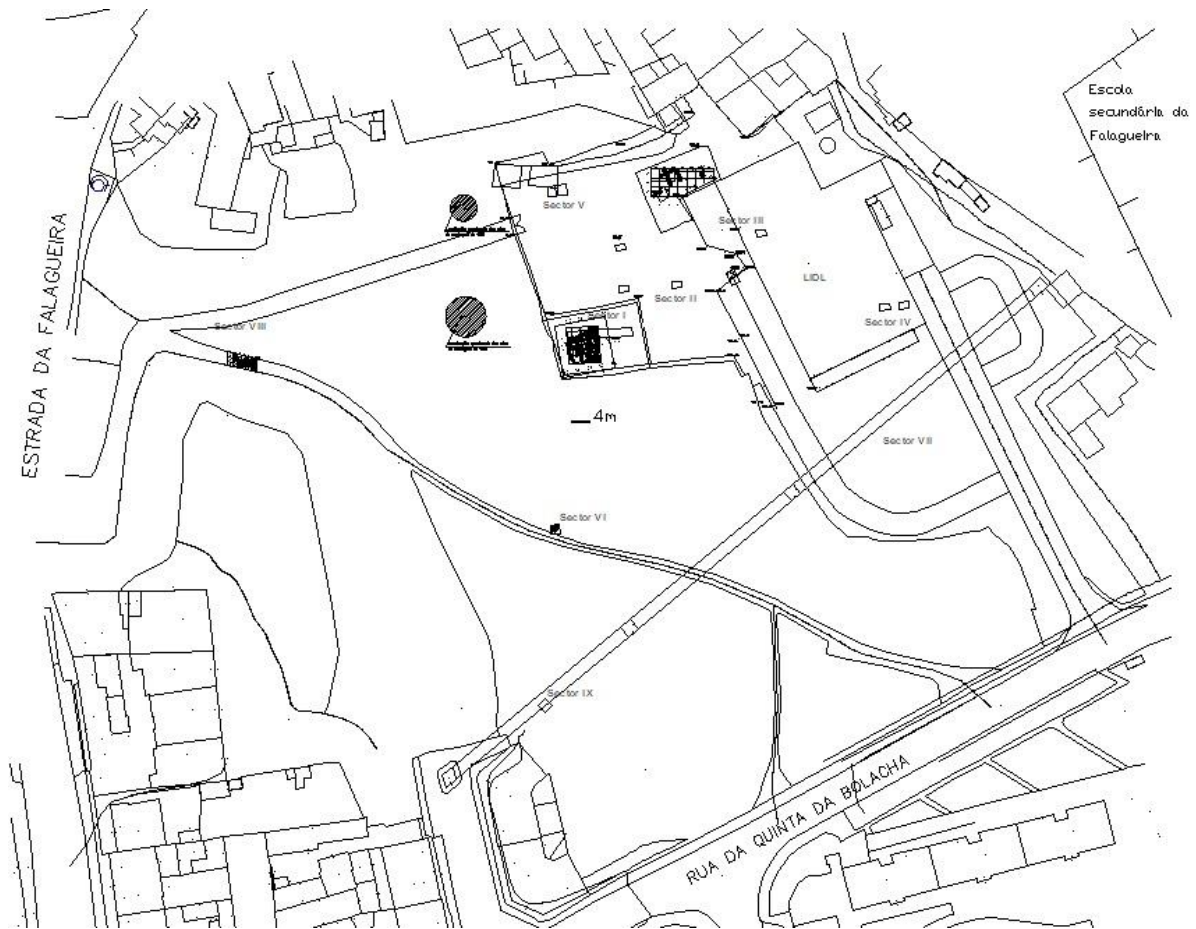 Escola
secundária da
Falagueira
ESTRADA DA FALAGUEIRA
Sector V
Sector III
LIDL
Sector II
Sector I
Sector IV
Sector VIII
4m
Sector VII
Sector VI
Sector IX
RUA DA QUINTA DA BOLACHA